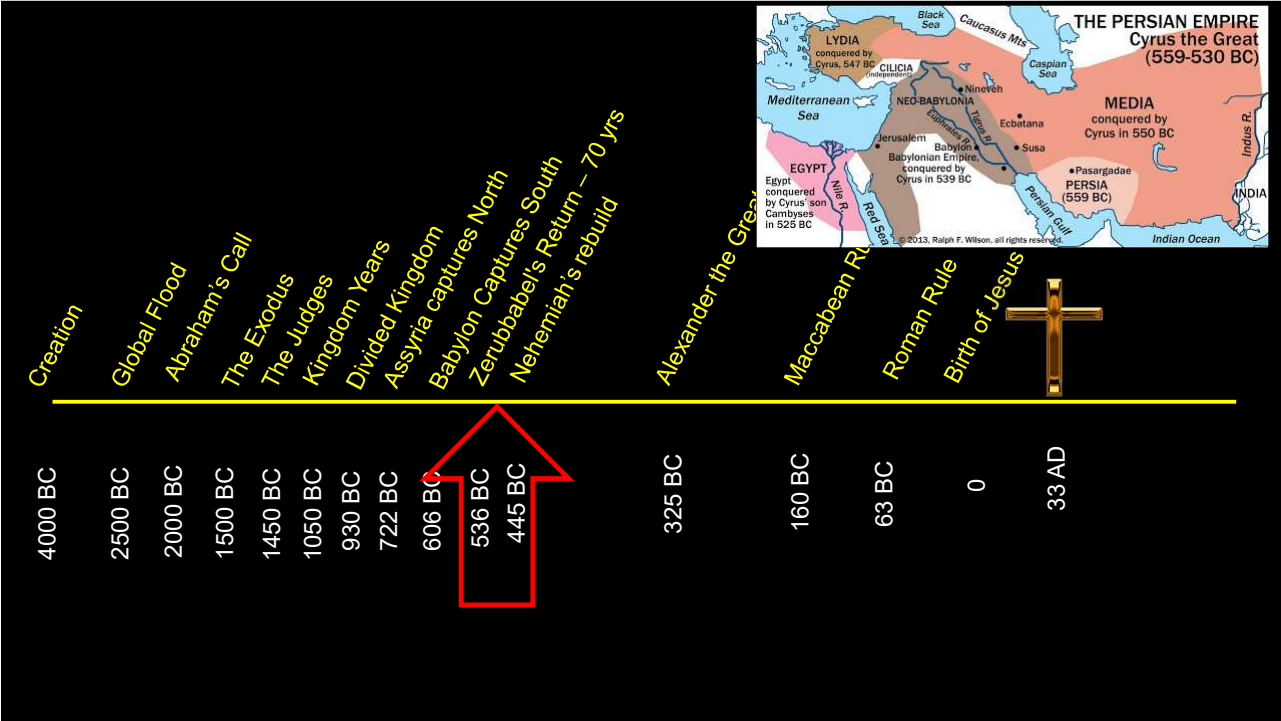 THE PERSIAN EMPIRE
Cyrus the Great
(559-530 BC)
Black
Sea
Caucasus Mts
Caspian
Sea
LYDIA
conquered by
Cyrus, 547 BC
CILICIA
(independent)
Nineveh
NEO-BABYLONIA
Mediterranean
Sea
MEDIA
conquered by
Cyrus in 550 BC
Ecbatana
Euphrates R.
Tigrus R.
Indus R.
Jerusalem
Babylon
Susa
Babylonian Empire,
conquered by
Cyrus in 539 BC
EGYPT
Egypt
conquered
by Cyrus' son
Cambyses
in 525 BC
Nile R.
Red Sea
Pasargadae
PERSIA
(559 BC)
INDIA
Persian Gulf
Indian Ocean
© 2013, Ralph F. Wilson, all rights reserved.
Creation
Global Flood
Abraham's Call
The Exodus
The Judges
Kingdom Years
Divided Kingdom
Assyria captures North
Babylon Captures South
Zerubbabel's Return – 70 yrs
Nehemiah's rebuild
Alexander the Great
Maccabean
Roman Rule
Birth of Jesus
4000 BC
2500 BC
2000 BC
1500 BC
1450 BC
1050 BC
930 BC
722 BC
606 BC
536 BC
445 BC
325 BC
160 BC
63 BC
0
33 AD